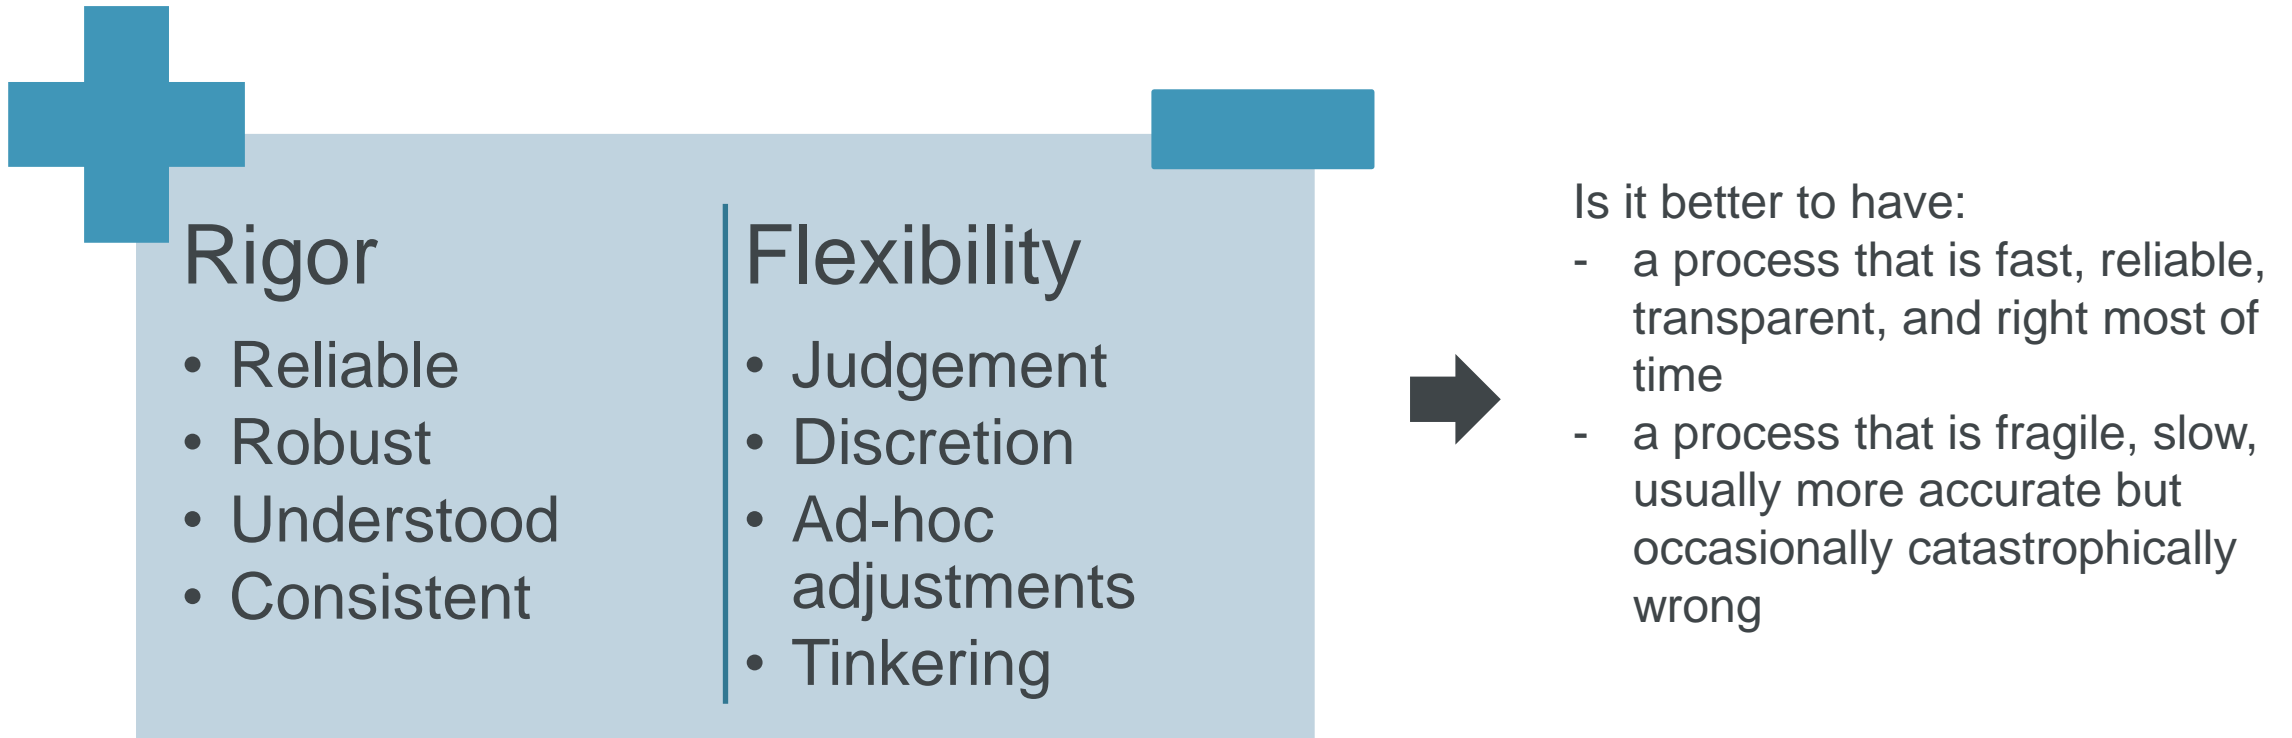 Rigor
• Reliable
• Robust
• Understood
• Consistent
Flexibility
• Judgement
• Discretion
• Ad-hoc
adjustments
• Tinkering
Is it better to have:
- a process that is fast, reliable,
transparent, and right most of
time
- a process that is fragile, slow,
usually more accurate but
occasionally catastrophically
wrong